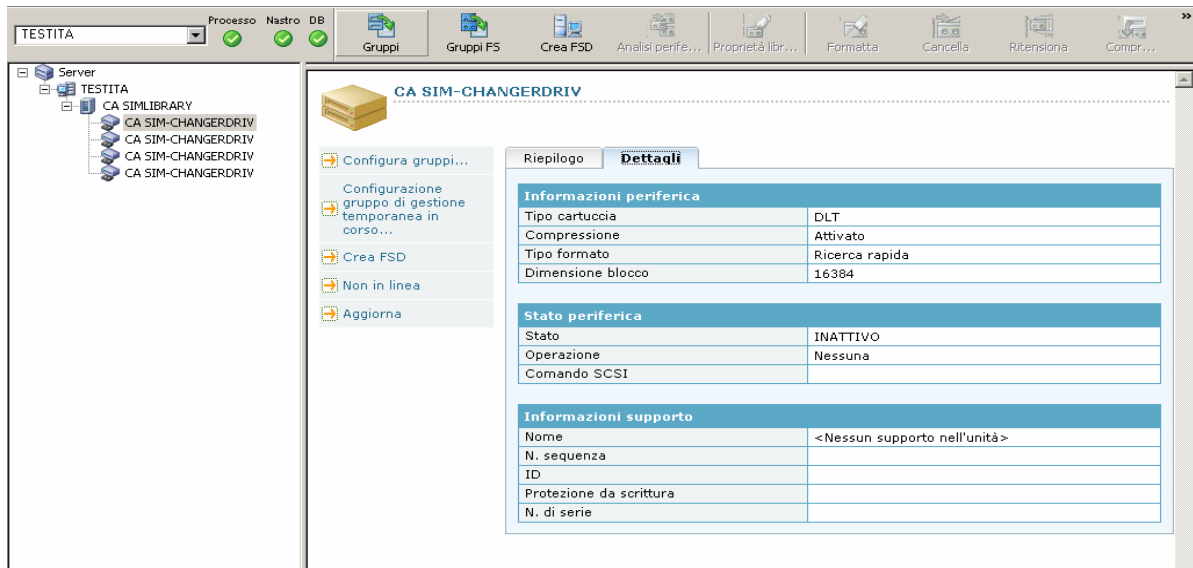 TESTITA
Processo Nastro DB
Gruppi
Gruppi FS
Crea FSD
Analisi perife...
Proprietà libr...
Formatta
Cancella
Ritensiona
Compr...
»
Server
TESTITA
CA SIMLIBRARY
CA SIM-CHANGERDRIV
CA SIM-CHANGERDRIV
CA SIM-CHANGERDRIV
CA SIM-CHANGERDRIV
CA SIM-CHANGERDRIV
Configura gruppi...
Configurazione
gruppo di gestione
temporanea in
corso...
Crea FSD
Non in linea
Aggiorna
Riepilogo Dettagli
Informazioni periferica
Tipo cartuccia DLT
Compressione Attivato
Tipo formato Ricerca rapida
Dimensione blocco 16384
Stato periferica
Stato INATTIVO
Operazione Nessuna
Comando SCSI
Informazioni supporto
Nome <Nessun supporto nell'unità>
N. sequenza
ID
Protezione da scrittura
N. di serie